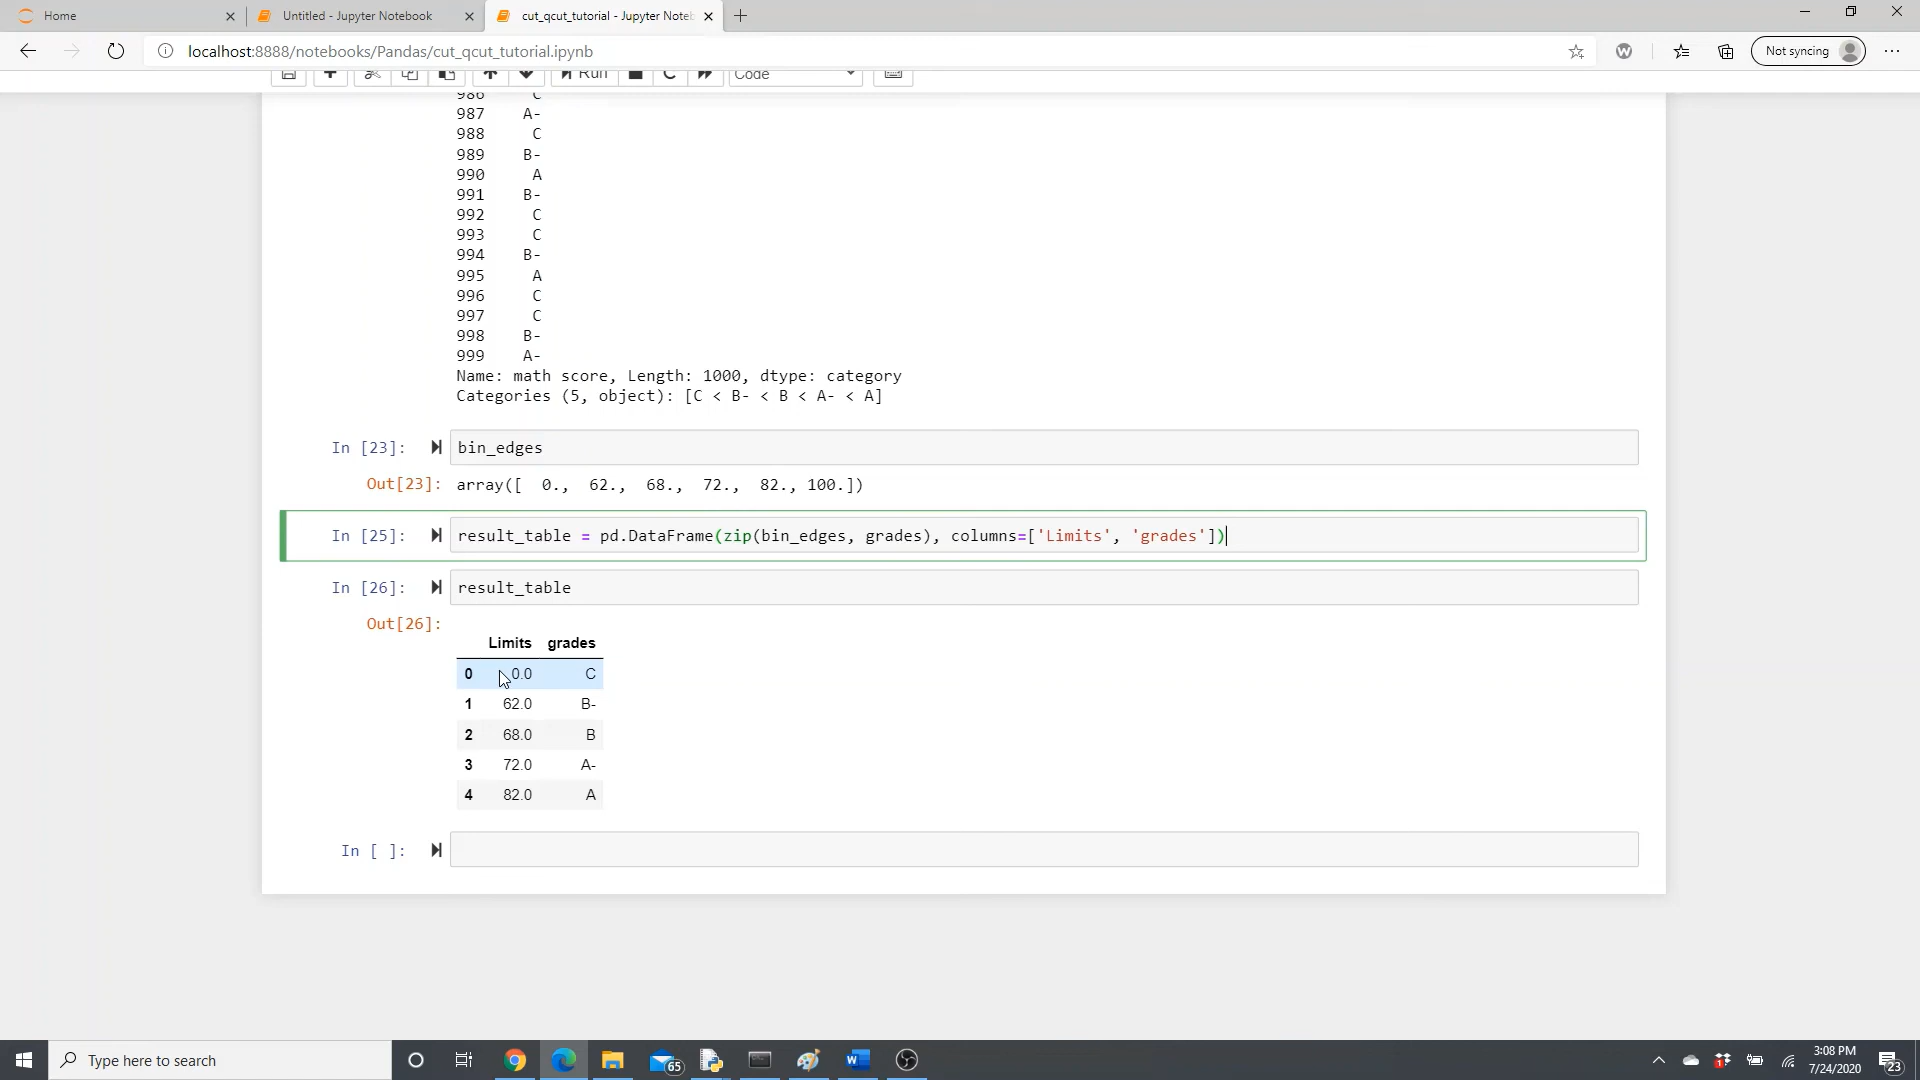 Home
Untitled - Jupyter Notebook
cut_qcut_tutorial - Jupyter Note
localhost:8888/notebooks/Pandas/cut_qcut_tutorial.ipynb
Not syncing
Run
Code
986 C
987 A-
988 C
989 B-
990 A
991 B-
992 C
993 C
994 B-
995 A
996 C
997 C
998 B-
999 A-
Name: math score, Length: 1000, dtype: category
Categories (5, object): [C < B- < B < A- < A]
In [23]: bin_edges
Out[23]: array([ 0., 62., 68., 72., 82., 100.])
In [25]: result_table = pd.DataFrame(zip(bin_edges, grades), columns=['Limits', 'grades'])
In [26]: result_table
Out[26]:
Limits grades
0 0.0 C
1 62.0 B-
2 68.0 B
3 72.0 A-
4 82.0 A
In [ ]:
Type here to search
65
3:08 PM
7/24/2020
23